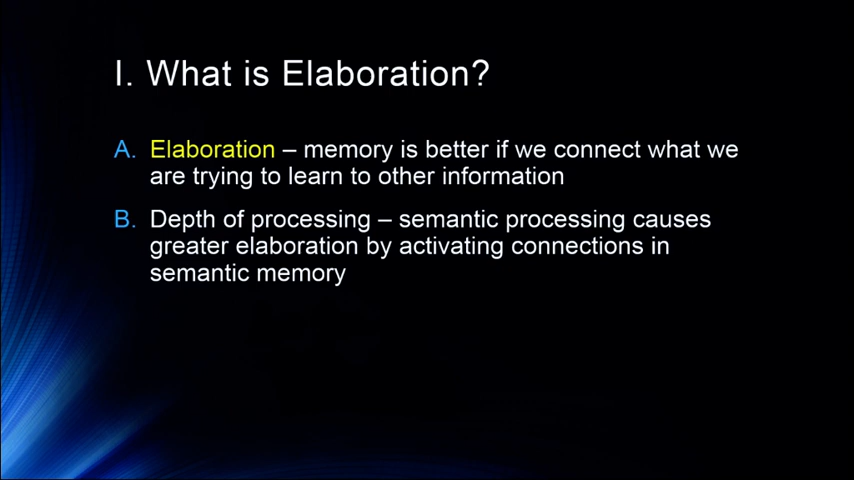 I. What is Elaboration?
A. Elaboration – memory is better if we connect what we
are trying to learn to other information
B. Depth of processing – semantic processing causes
greater elaboration by activating connections in
semantic memory